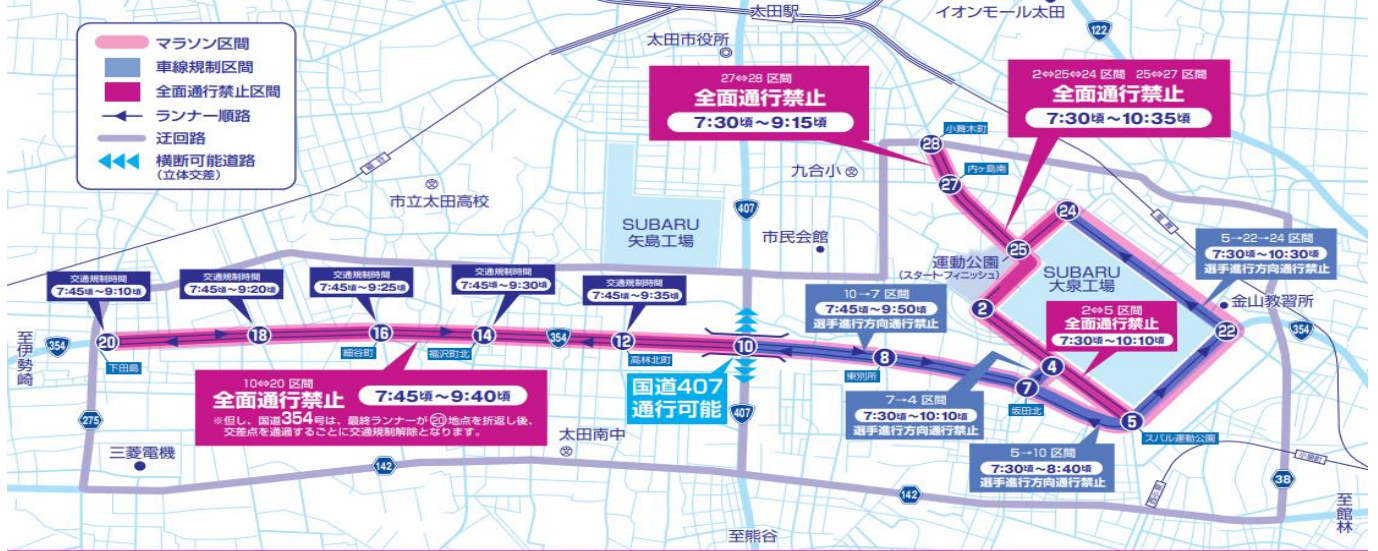 太田駅
イオンモール太田
122
太田市役所
マラソン区間
車線規制区間
全面通行禁止区間
ランナー順路
迂回路
横断可能道路
(立体交差)
27⇔28 区間
全面通行禁止
7:30頃～9:15頃
2⇔25⇔24 区間 25⇔27 区間
全面通行禁止
7:30頃～10:35頃
小舞木町
28
九合小
内ヶ島南
27
市立太田高校
407
24
SUBARU
矢島工場
市民会館
25
運動公園
(スタート・フィニッシュ)
SUBARU
大泉工場
5→22→24 区間
7:30頃～10:30頃
選手進行方向通行禁止
交通規制時間
7:45頃～9:10頃
交通規制時間
7:45頃～9:20頃
交通規制時間
7:45頃～9:25頃
交通規制時間
7:45頃～9:30頃
交通規制時間
7:45頃～9:35頃
10→7 区間
7:45頃～9:50頃
選手進行方向通行禁止
2
2⇔5 区間
全面通行禁止
7:30頃～10:10頃
金山教習所
22
354
至伊勢崎
354
20
18
16
14
354
12
10
8
4
7
5
下田島
細谷町
福沢町北
高林北町
東別所
坂田北
スバル運動公園
国道407
通行可能
407
10⇔20 区間
全面通行禁止
7:45頃～9:40頃
※但し、国道354号は、最終ランナーが⑳地点を折返し後、
交差点を通過するごとに交通規制解除となります。
7→4 区間
7:30頃～10:10頃
選手進行方向通行禁止
5→10 区間
7:30頃～8:40頃
選手進行方向通行禁止
275
三菱電機
太田南中
142
142
38
小泉町
西小泉
至熊谷
至館林